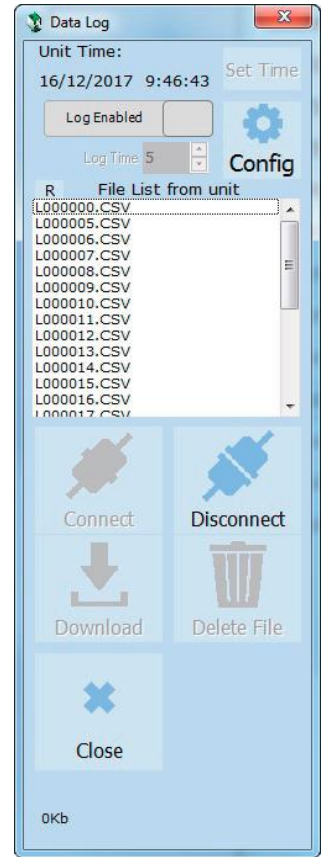 Data Log
Unit Time:
16/12/2017 9:46:43
Set Time
Log Enabled
Log Time 5
Config
R File List from unit
L000000.CSV
L000005.CSV
L000006.CSV
L000007.CSV
L000008.CSV
L000009.CSV
L000010.CSV
L000011.CSV
L000012.CSV
L000013.CSV
L000014.CSV
L000015.CSV
L000016.CSV
L000017.CSV
Connect Disconnect
Download Delete File
Close
0Kb